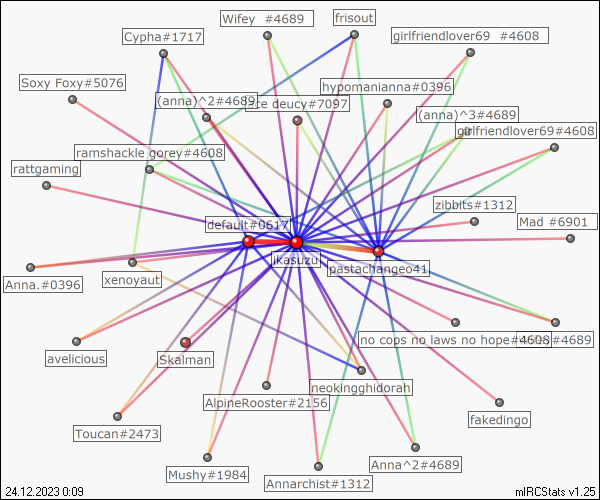 Wifey #4689
frisout
Cypha#1717
girlfriendlover69 #4608
Soxy Foxy#5076
hypomanianna#0396
(anna)^2#4689
deucy#7097
(anna)^3#4689
girlfriendlover69#4608
ramshackle gorey#4608
rattgaming
zibbits#1312
Mad #6901
default#0617
jkasuzu
pastachangeo41
Anna.#0396
xenoyaut
no cops no laws no hope#4608
#4689
avelicious
Skalman
neokingghidorah
AlpineRooster#2156
fakedingo
Toucan#2473
Anna^2#4689
Mushy#1984
Annarchist#1312
24.12.2023 0:09
mIRCStats v1.25